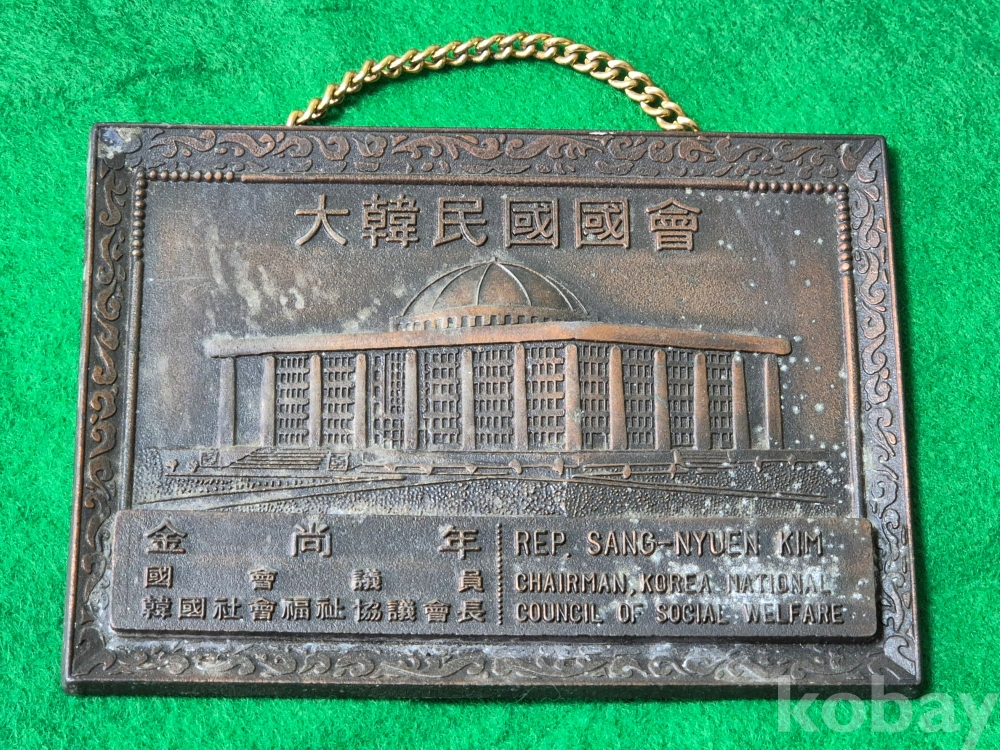 大韓民國國會
金尚年
國會議員
韓國社會福祉協議會長
REP. SANG-NYUEN KIM
CHAIRMAN, KOREA NATIONAL
COUNCIL OF SOCIAL WELFARE
kobay